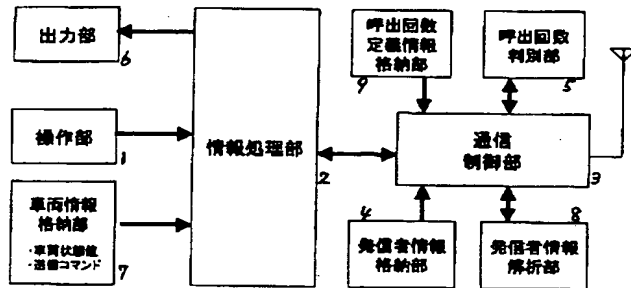 出力部
6
操作部
1
車両情報
格納部
・車両状態値
・送信コマンド
7
情報処理部
2
呼出回数
定義情報
格納部
9
呼出回数
判別部
5
通信
制御部
3
4
発信者情報
格納部
8
発信者情報
解析部